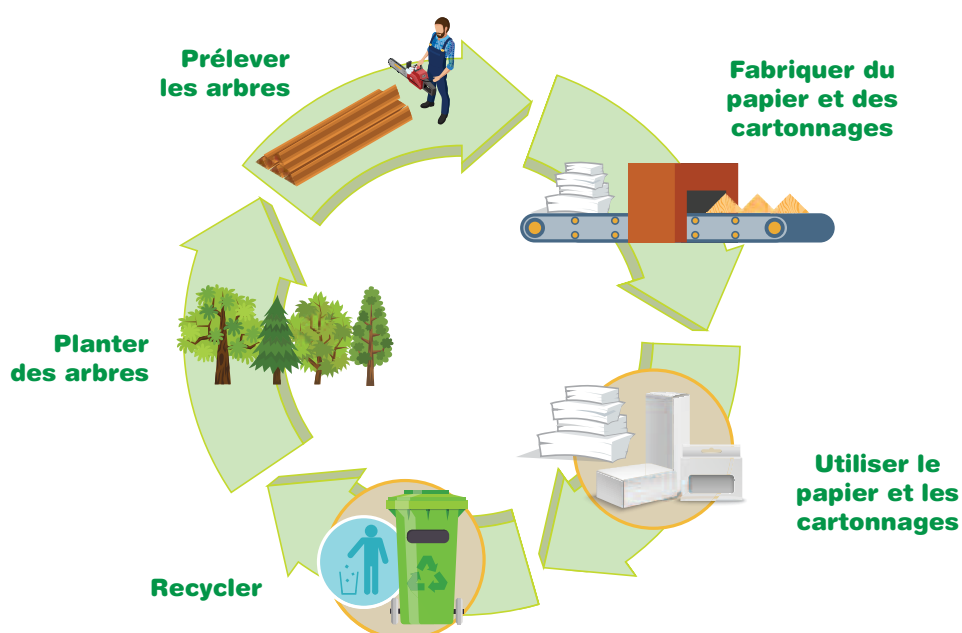 Prélever
les arbres
Fabriquer du
papier et des
cartonnages
Utiliser le
papier et les
cartonnages
Recycler
Planter
des arbres